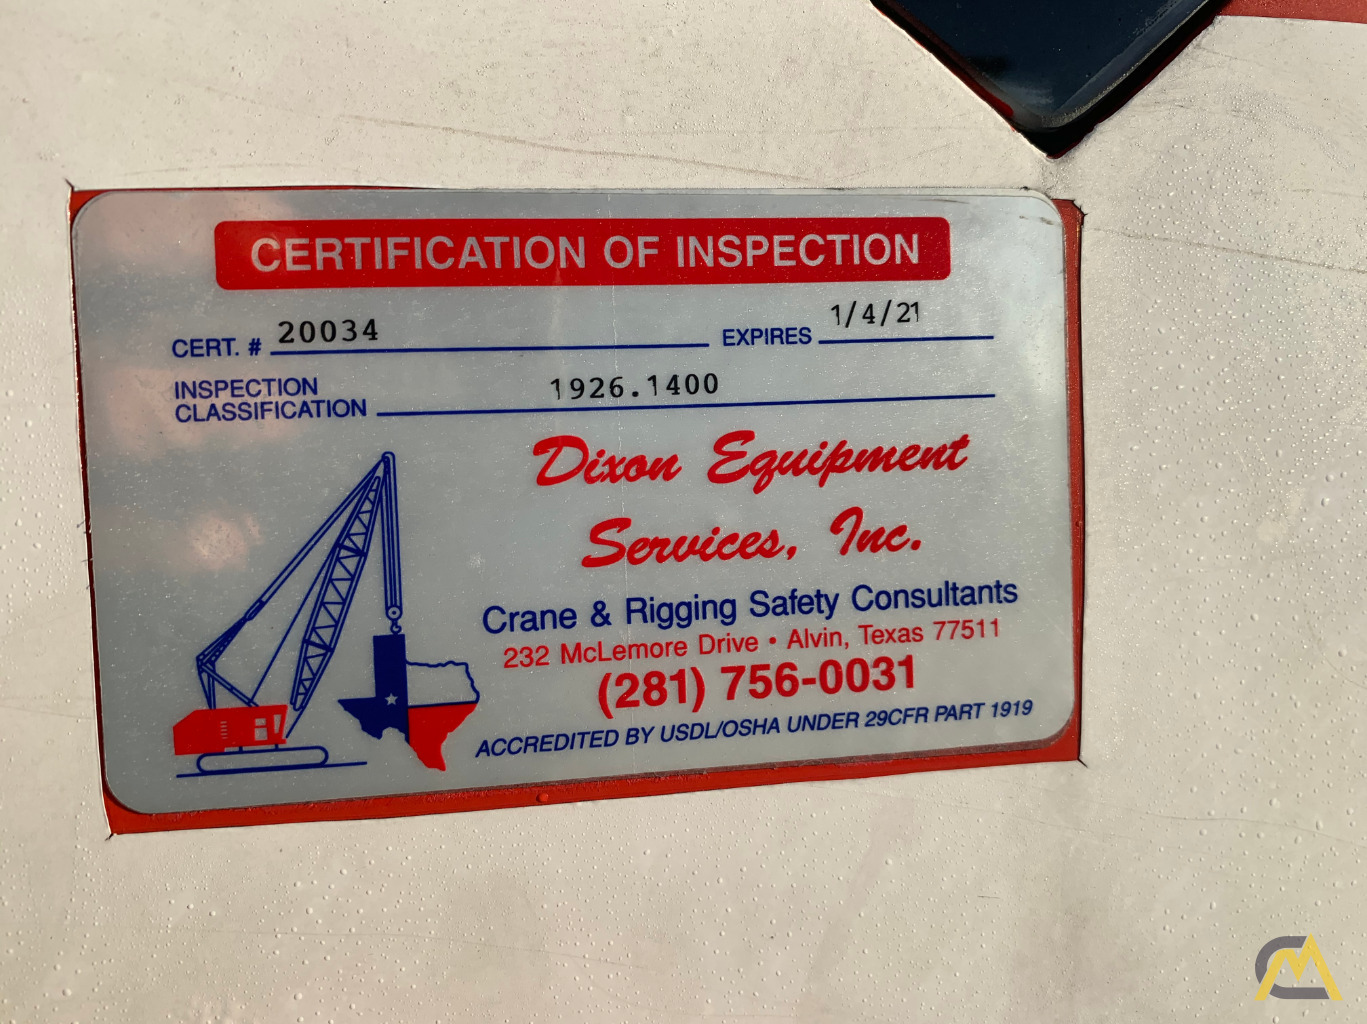 CERTIFICATION OF INSPECTION
CERT. # 20034 EXPIRES 1/4/21
INSPECTION
CLASSIFICATION 1926.1400
Dixon Equipment
Services, Inc.
Crane & Rigging Safety Consultants
232 McLemore Drive • Alvin, Texas 77511
(281) 756-0031
ACCREDITED BY USDL/OSHA UNDER 29CFR PART 1919
CM